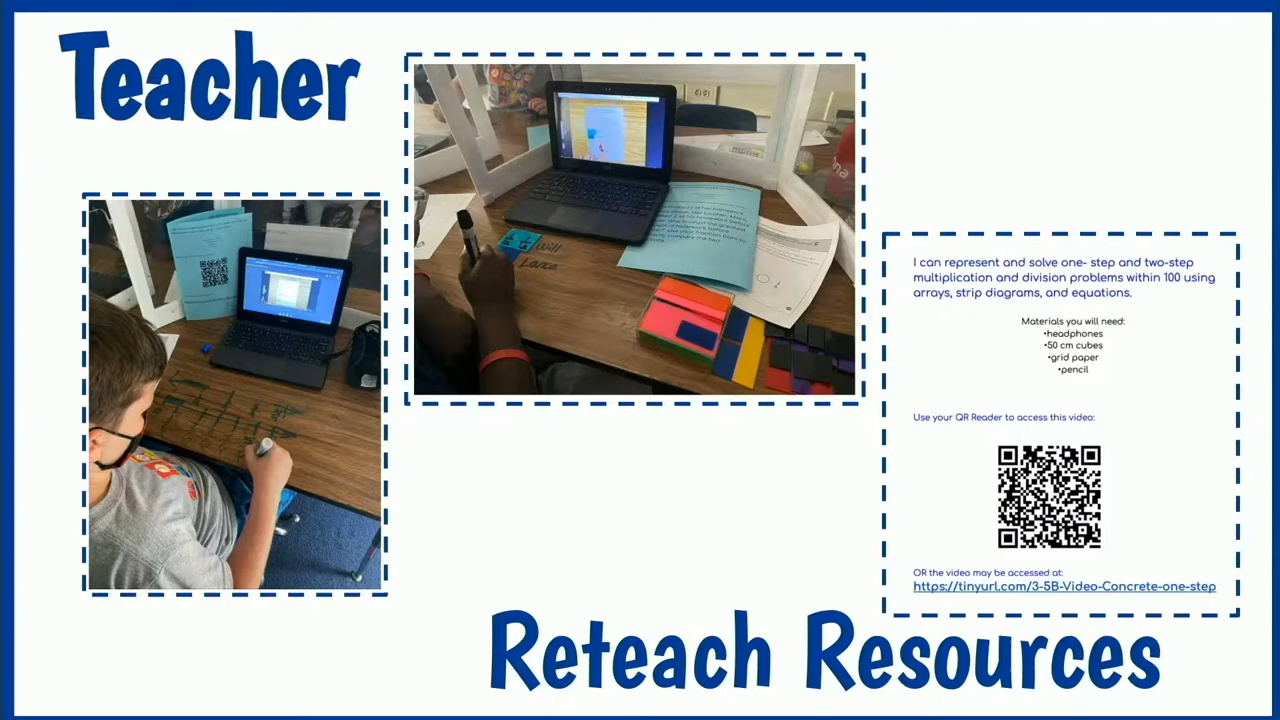 Teacher
I can represent and solve one- step and two-step
multiplication and division problems within 100 using
arrays, strip diagrams, and equations.
Materials you will need:
•headphones
•50 cm cubes
•grid paper
•pencil
Use your QR Reader to access this video:
OR the video may be accessed at:
https://tinyurl.com/3-5B-Video-Concrete-one-step
Will
Lance
Reteach Resources